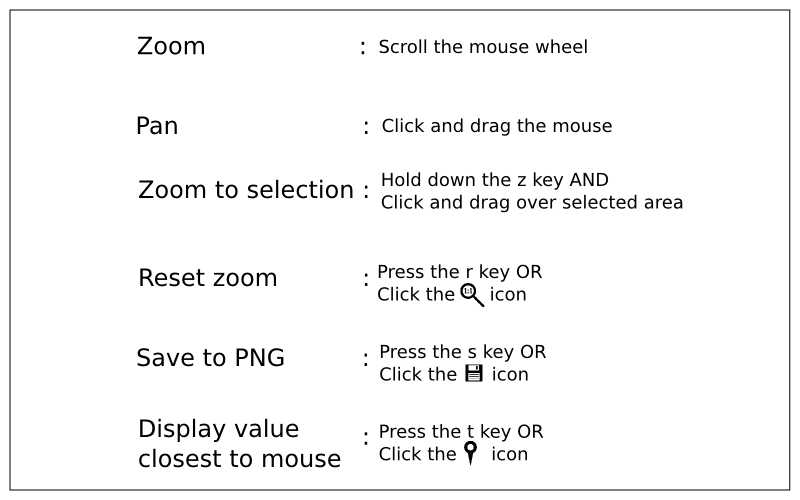 Zoom : Scroll the mouse wheel
Pan : Click and drag the mouse
Zoom to selection : Hold down the z key AND
Click and drag over selected area
Reset zoom : Press the r key OR
Click the 1:1 icon
Save to PNG : Press the s key OR
Click the icon
Display value
closest to mouse : Press the t key OR
Click the icon